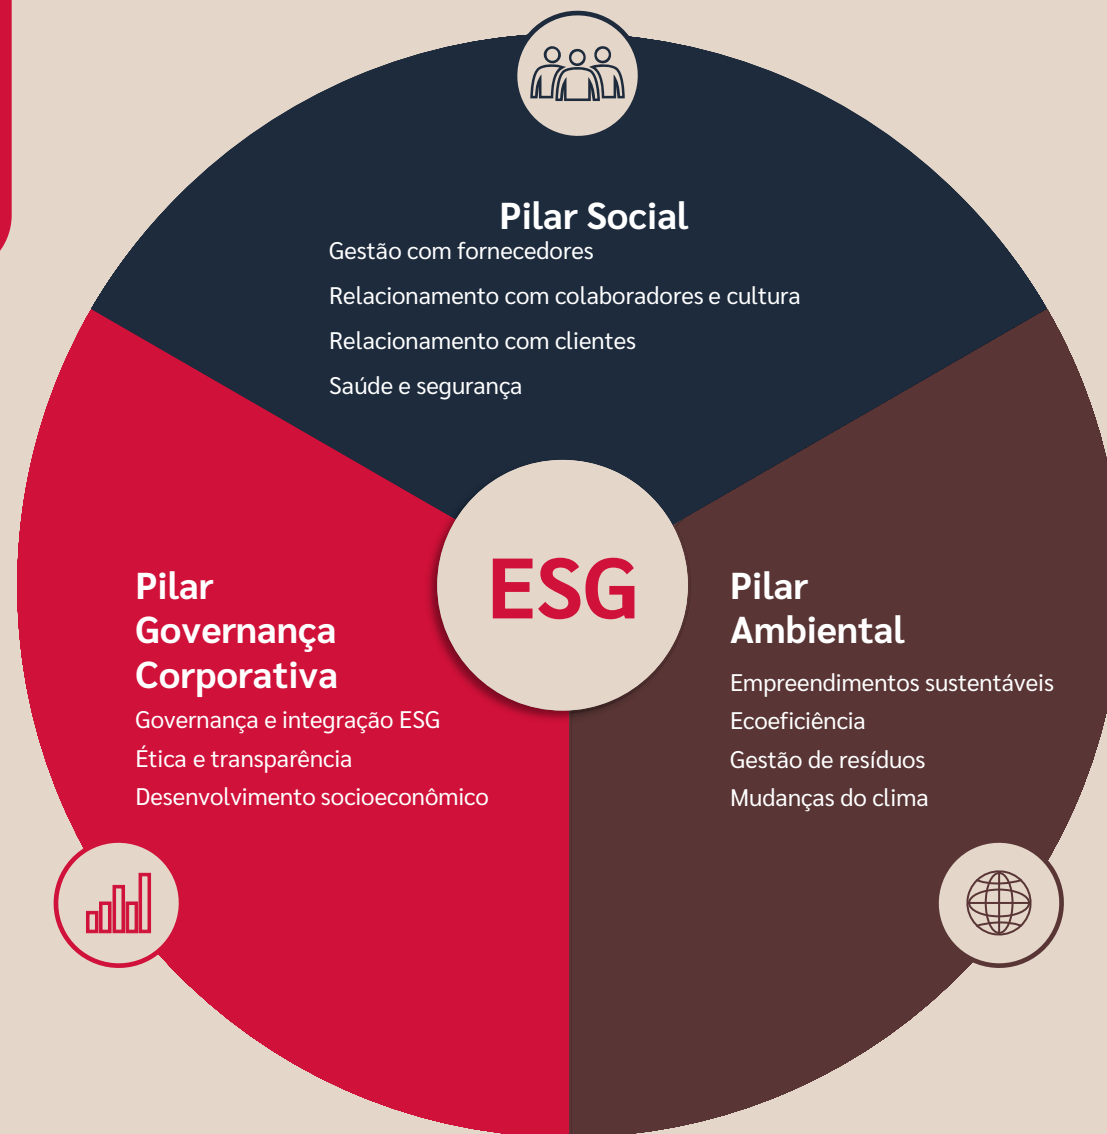 Pilar Social
Gestão com fornecedores
Relacionamento com colaboradores e cultura
Relacionamento com clientes
Saúde e segurança
ESG
Pilar
Governança
Corporativa
Governança e integração ESG
Ética e transparência
Desenvolvimento socioeconômico
Pilar
Ambiental
Empreendimentos sustentáveis
Ecoeficiência
Gestão de resíduos
Mudanças do clima